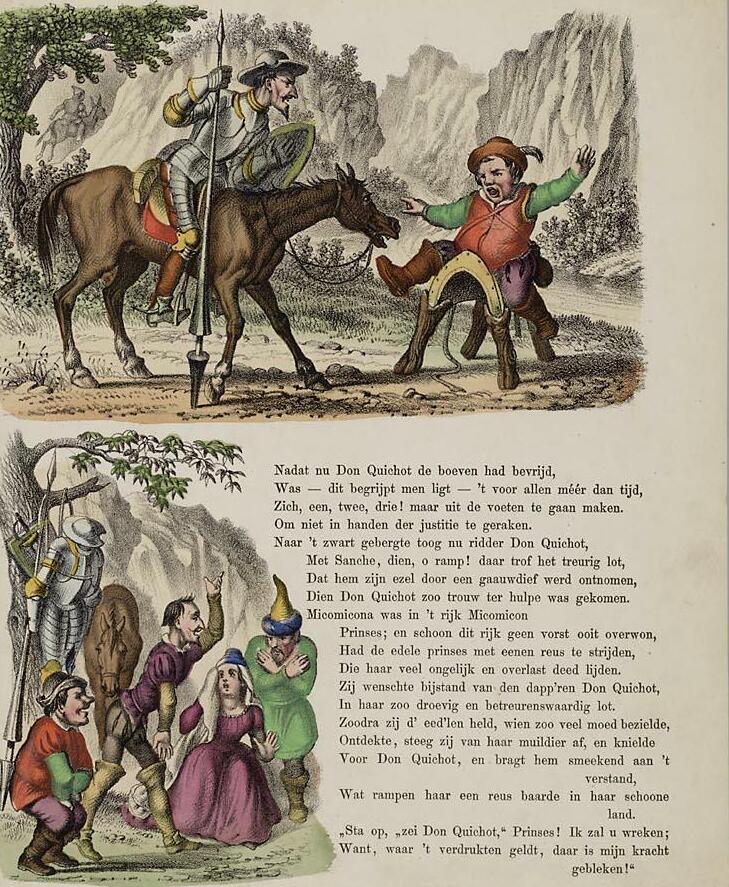 Nadat nu Don Quichot de boeven had bevrijd,
Was — dit begrijpt men ligt — 't voor allen méér dan tijd,
Zich, een, twee, drie! maar uit de voeten te gaan maken.
Om niet in handen der justitie te geraken.
Naar 't zwart gebergte toog nu ridder Don Quichot,
Met Sanche, dien, o ramp! daar trof het treurig lot,
Dat hem zijn ezel door een gaauwdief werd ontnomen,
Dien Don Quichot zoo trouw ter hulpe was gekomen.
Micomicona was in 't rijk Micomicon
Prinses; en schoon dit rijk geen vorst ooit overwon,
Had de edele prinses met eenen reus te strijden,
Die haar veel ongelijk en overlast deed lijden.
Zij wenschte bijstand van den dapp'ren Don Quichot,
In haar zoo droevig en betreurenswaardig lot.
Zoodra zij d' eed'len held, wien zoo veel moed bezielde,
Ontdekte, steeg zij van haar muildier af, en knielde
Voor Don Quichot, en bragt hem smeekend aan 't
verstand,
Wat rampen haar een reus baarde in haar schoone
land.
„Sta op, „zei Don Quichot,“ Prinses! Ik zal u wreken;
Want, waar 't verdrukten geldt, daar is mijn kracht
gebleken!“